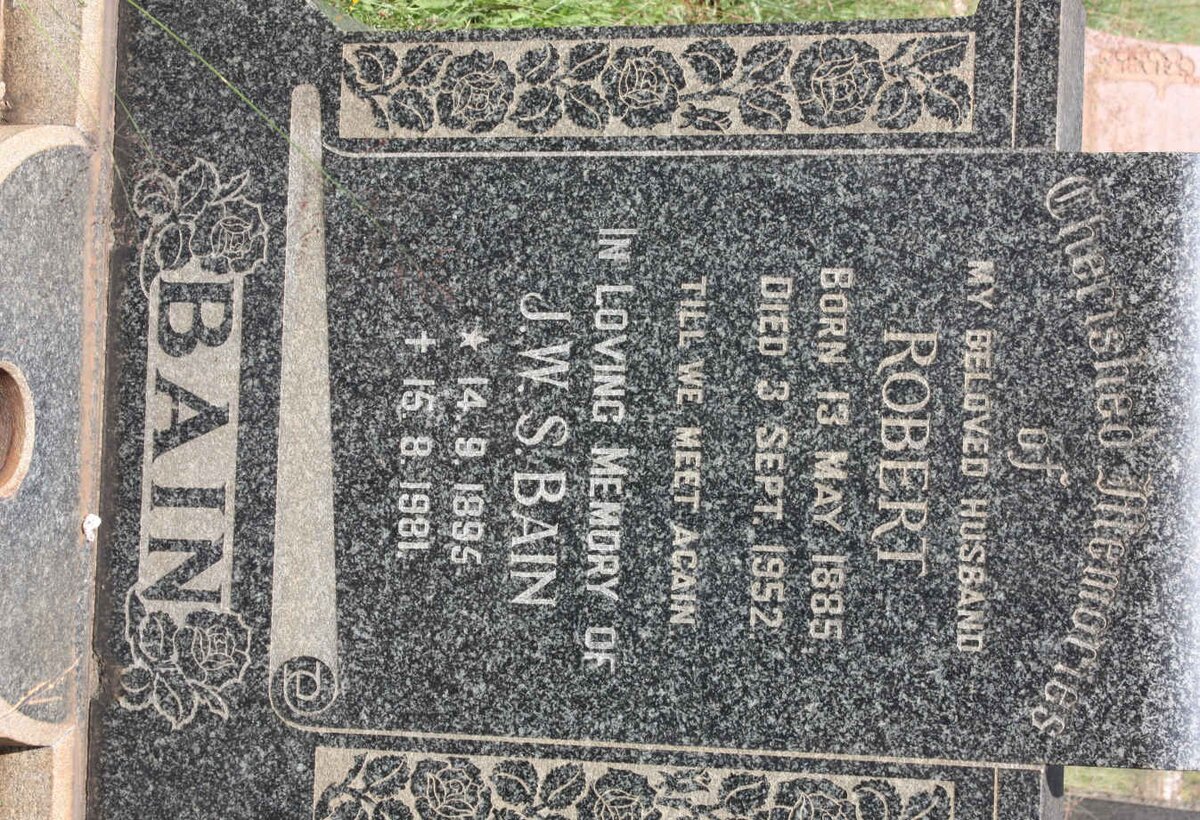 Cherished Memories
of
MY BELOVED HUSBAND
ROBERT
BORN 13 MAY 1885,
DIED 3 SEPT. 1952.
TILL WE MEET AGAIN
IN LOVING MEMORY OF
J.W.S. BAIN
★ 14.9.1895
+ 15.8.1981
BAIN